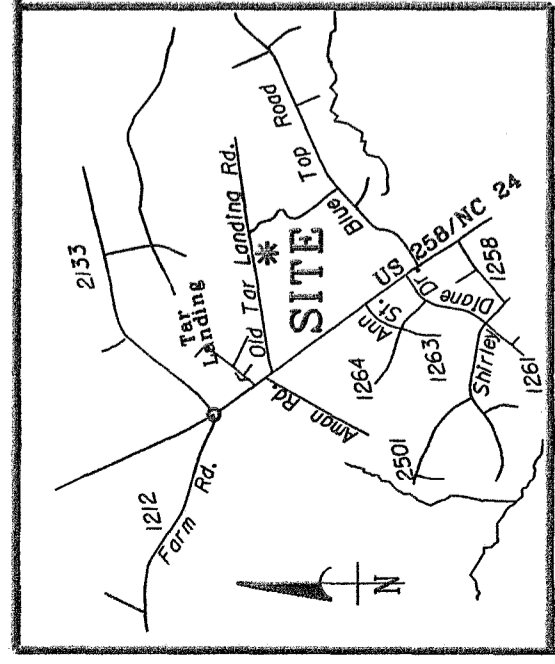 2133
Tar
Landing
Old Tar Landing Rd.
Blue Top Road
SITE
US 258/NC 24
1212
Farm Rd.
Aman Rd.
Ann St.
1264
1263
Shirley Diane Dr
1258
1261
2501
N